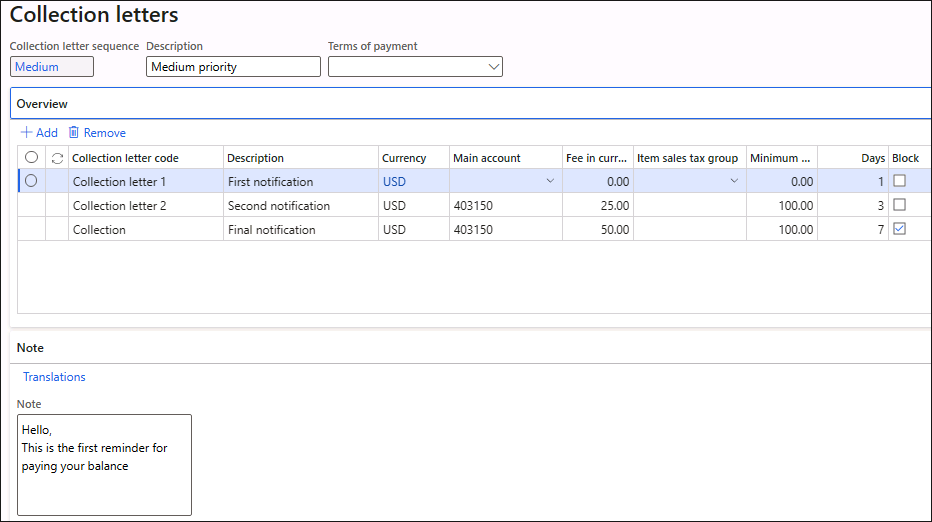 Collection letters
Collection letter sequence Description Terms of payment
Medium Medium priority
Overview
Add Remove
Collection letter code Description Currency Main account Fee in curr... Item sales tax group Minimum ... Days Block
Collection letter 1 First notification USD 0.00 0.00 1
Collection letter 2 Second notification USD 403150 25.00 100.00 3
Collection Final notification USD 403150 50.00 100.00 7
Note
Translations
Note
Hello,
This is the first reminder for
paying your balance